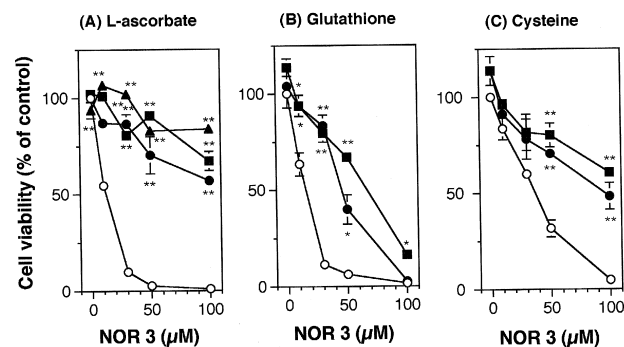 (A) L-ascorbate (B) Glutathione (C) Cysteine
Cell viability (% of control)
100
50
0
** ** ** ** ** ** ** ** ** ** **
0 50 100
NOR 3 (μM)
100
50
0
* * ** ** ** * *
0 50 100
NOR 3 (μM)
100
50
0
** ** ** **
0 50 100
NOR 3 (μM)